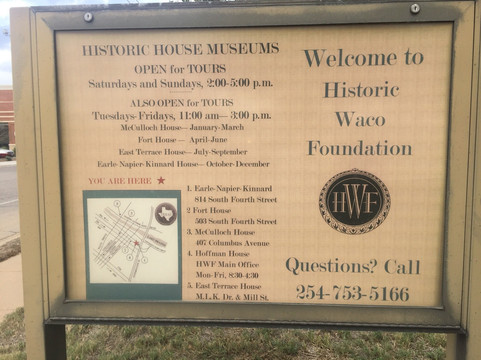 HISTORIC HOUSE MUSEUMS
OPEN for TOURS
Saturdays and Sundays, 2:00-5:00 p.m.
ALSO OPEN for TOURS
Tuesdays-Fridays, 11:00 am— 3:00 p.m.
McCulloch House—January-March
Fort House — April-June
East Terrace House—July-September
Earle-Napier-Kinnard House—October-December
YOU ARE HERE ★
1. Earle-Napier-Kinnard
814 South Fourth Street
2 Fort House
503 South Fourth Street
3. McCulloch House
407 Columbus Avenue
4. Hoffman House
HWF Main Office
Mon-Fri, 8:30-4:30
5. East Terrace House
M.L.K. Dr. & Mill St.
Welcome to
Historic
Waco
Foundation
HWF
Questions? Call
254-753-5166